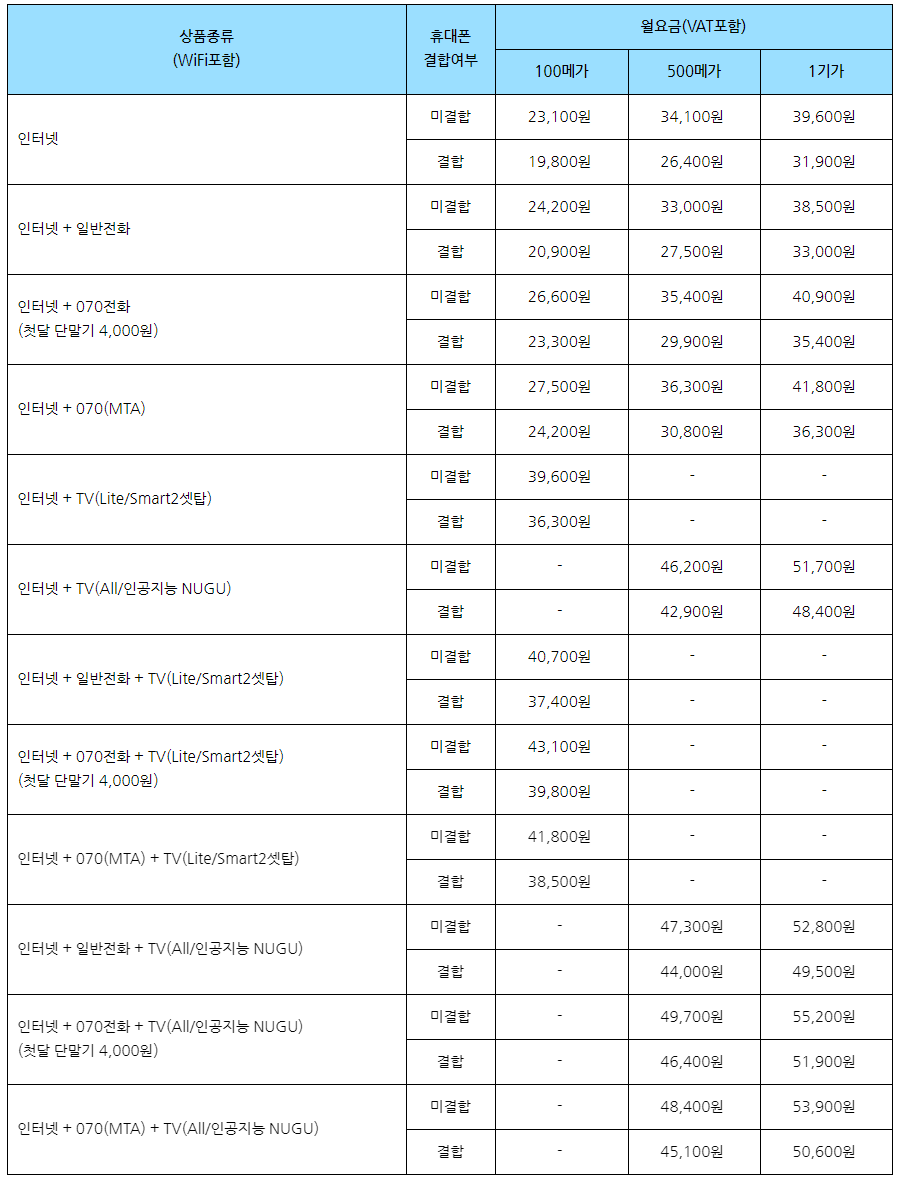 상품종류
(WiFi포함)
휴대폰
결합여부
월요금(VAT포함)
100메가 500메가 1기가
인터넷
미결합 23,100원 34,100원 39,600원
결합 19,800원 26,400원 31,900원
인터넷 + 일반전화
미결합 24,200원 33,000원 38,500원
결합 20,900원 27,500원 33,000원
인터넷 + 070전화
(첫달 단말기 4,000원)
미결합 26,600원 35,400원 40,900원
결합 23,300원 29,900원 35,400원
인터넷 + 070(MTA)
미결합 27,500원 36,300원 41,800원
결합 24,200원 30,800원 36,300원
인터넷 + TV(Lite/Smart2셋탑)
미결합 39,600원 - -
결합 36,300원 - -
인터넷 + TV(All/인공지능 NUGU)
미결합 - 46,200원 51,700원
결합 - 42,900원 48,400원
인터넷 + 일반전화 + TV(Lite/Smart2셋탑)
미결합 40,700원 - -
결합 37,400원 - -
인터넷 + 070전화 + TV(Lite/Smart2셋탑)
(첫달 단말기 4,000원)
미결합 43,100원 - -
결합 39,800원 - -
인터넷 + 070(MTA) + TV(Lite/Smart2셋탑)
미결합 41,800원 - -
결합 38,500원 - -
인터넷 + 일반전화 + TV(All/인공지능 NUGU)
미결합 - 47,300원 52,800원
결합 - 44,000원 49,500원
인터넷 + 070전화 + TV(All/인공지능 NUGU)
(첫달 단말기 4,000원)
미결합 - 49,700원 55,200원
결합 - 46,400원 51,900원
인터넷 + 070(MTA) + TV(All/인공지능 NUGU)
미결합 - 48,400원 53,900원
결합 - 45,100원 50,600원